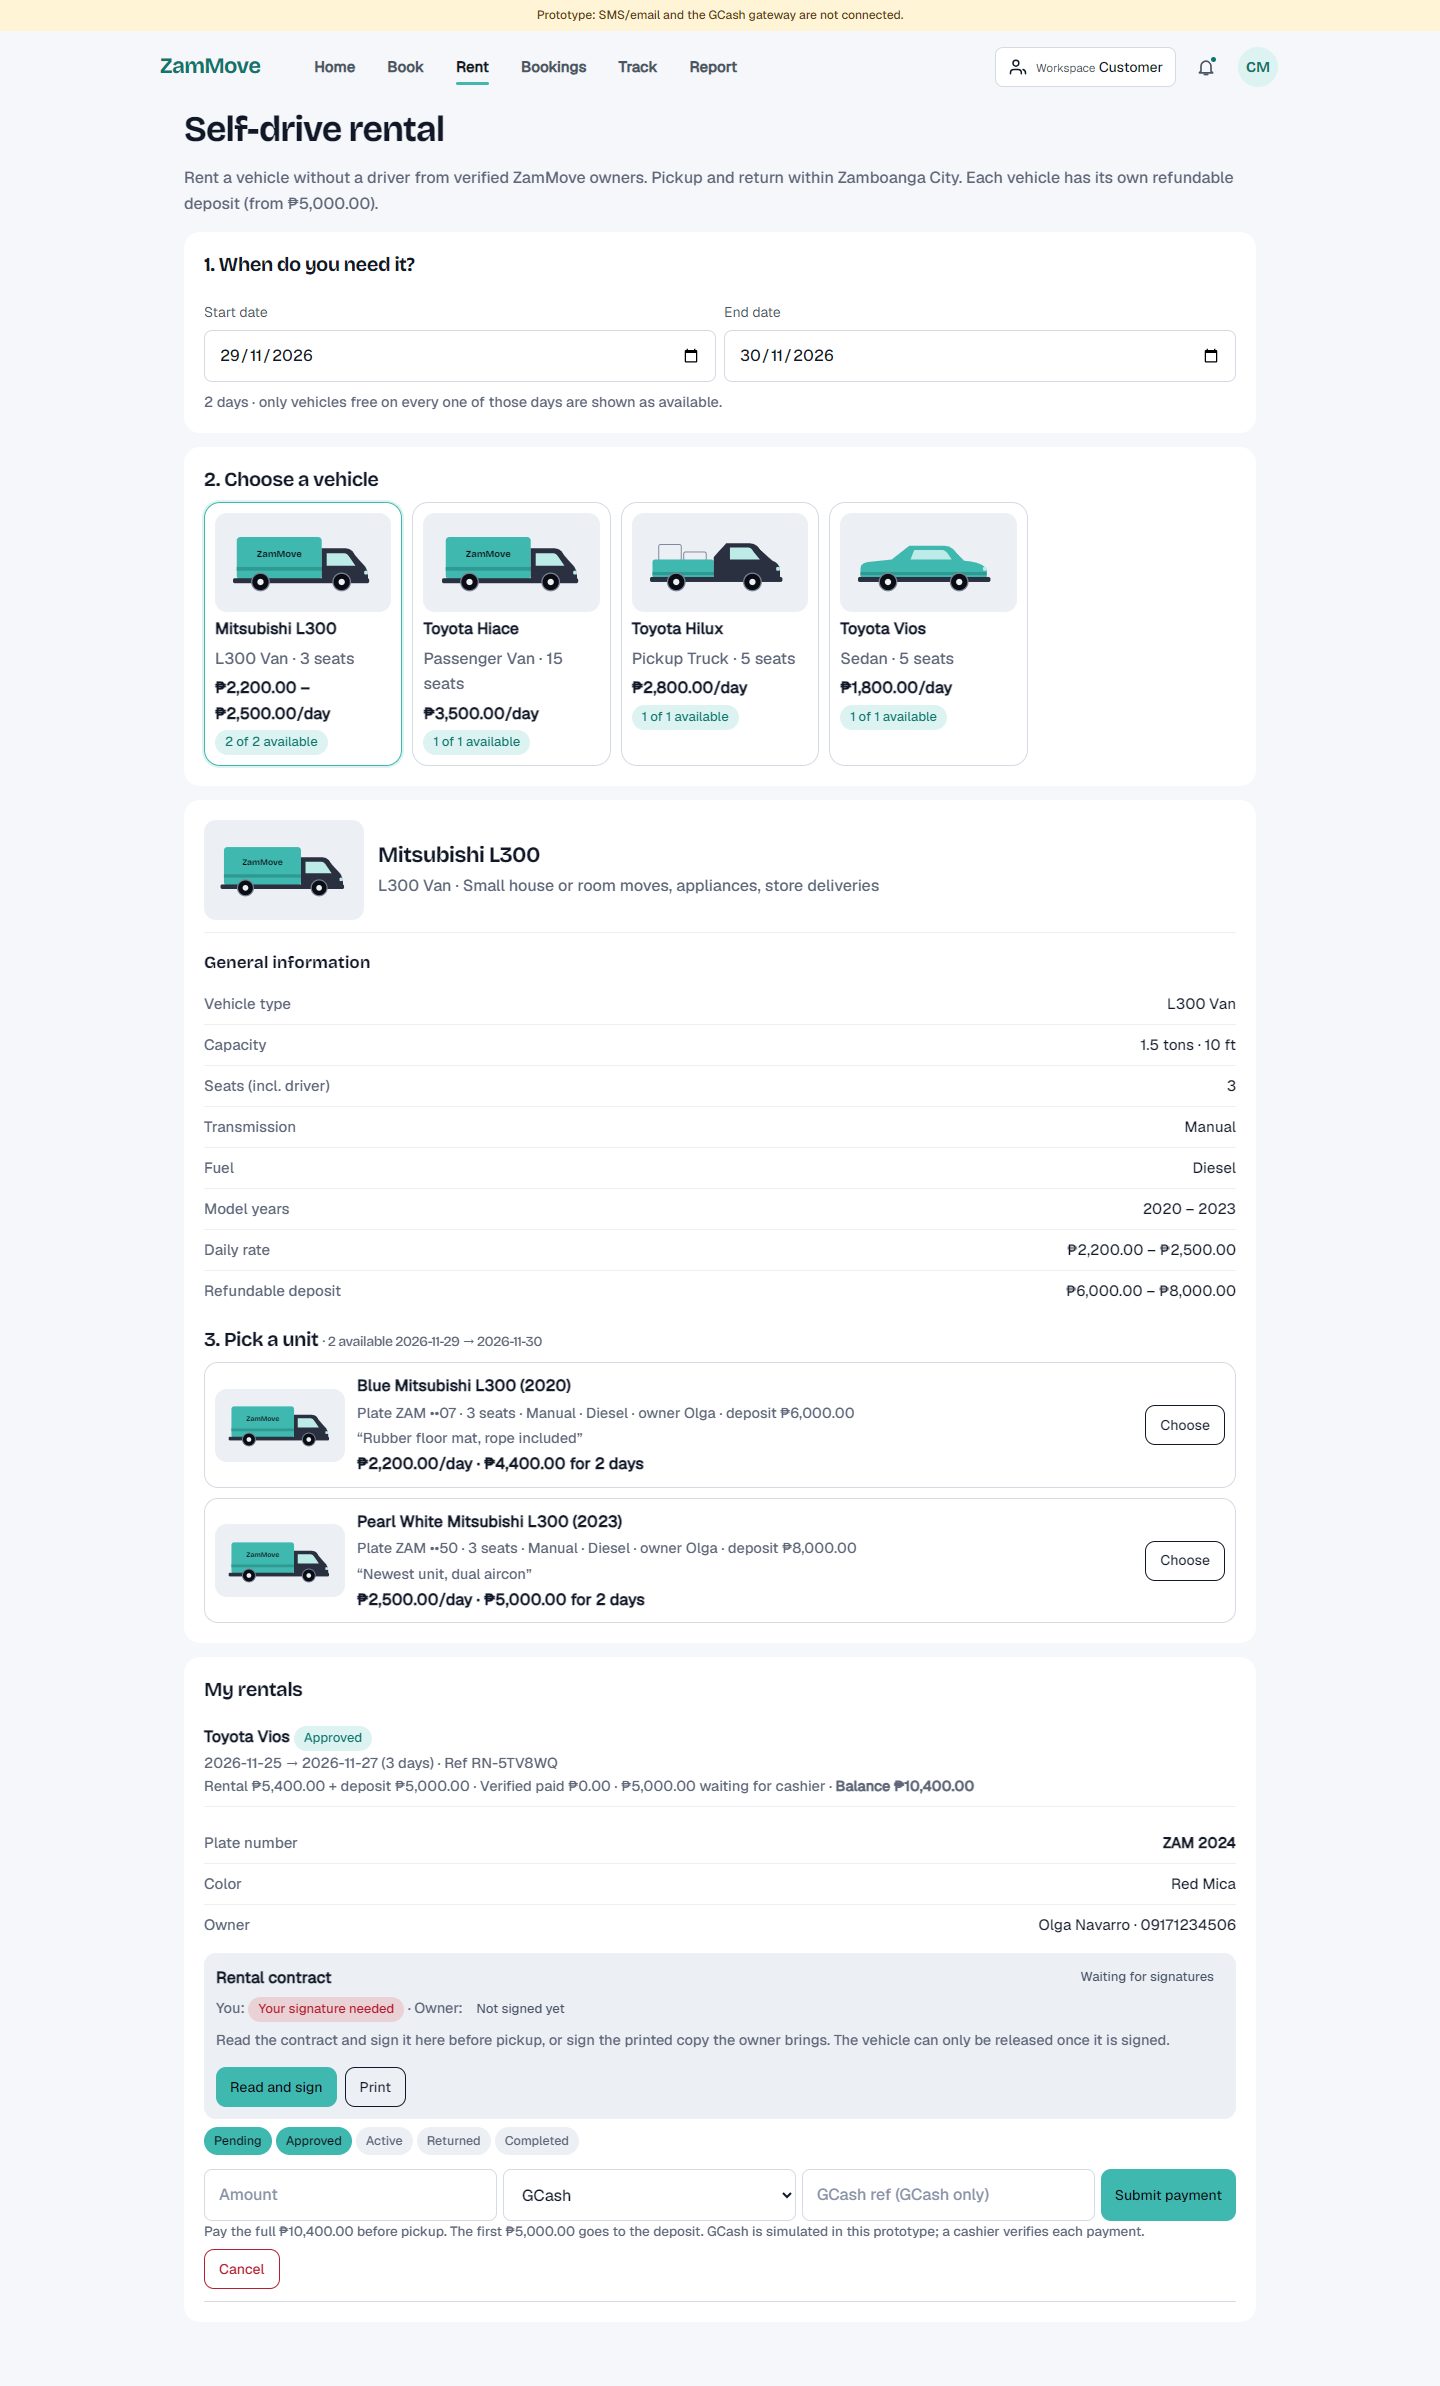 Prototype: SMS/email and the GCash gateway are not connected.
ZamMove
Home
Book
Rent
Bookings
Track
Report
Workspace Customer
CM
Self-drive rental
Rent a vehicle without a driver from verified ZamMove owners. Pickup and return within Zamboanga City. Each vehicle has its own refundable
deposit (from ₱5,000.00).
1. When do you need it?
Start date
End date
29/11/2026
30/11/2026
2 days · only vehicles free on every one of those days are shown as available.
2. Choose a vehicle
ZamMove
Mitsubishi L300
L300 Van · 3 seats
₱2,200.00 –
₱2,500.00/day
2 of 2 available
ZamMove
Toyota Hiace
Passenger Van · 15
seats
₱3,500.00/day
1 of 1 available
Toyota Hilux
Pickup Truck · 5 seats
₱2,800.00/day
1 of 1 available
Toyota Vios
Sedan · 5 seats
₱1,800.00/day
1 of 1 available
ZamMove
Mitsubishi L300
L300 Van · Small house or room moves, appliances, store deliveries
General information
Vehicle type
L300 Van
Capacity
1.5 tons · 10 ft
Seats (incl. driver)
3
Transmission
Manual
Fuel
Diesel
Model years
2020 – 2023
Daily rate
₱2,200.00 – ₱2,500.00
Refundable deposit
₱6,000.00 – ₱8,000.00
3. Pick a unit · 2 available 2026-11-29 → 2026-11-30
ZamMove
Blue Mitsubishi L300 (2020)
Plate ZAM ••07 · 3 seats · Manual · Diesel · owner Olga · deposit ₱6,000.00
“Rubber floor mat, rope included”
₱2,200.00/day · ₱4,400.00 for 2 days
Choose
ZamMove
Pearl White Mitsubishi L300 (2023)
Plate ZAM ••50 · 3 seats · Manual · Diesel · owner Olga · deposit ₱8,000.00
“Newest unit, dual aircon”
₱2,500.00/day · ₱5,000.00 for 2 days
Choose
My rentals
Toyota Vios Approved
2026-11-25 → 2026-11-27 (3 days) · Ref RN-5TV8WQ
Rental ₱5,400.00 + deposit ₱5,000.00 · Verified paid ₱0.00 · ₱5,000.00 waiting for cashier · Balance ₱10,400.00
Plate number
ZAM 2024
Color
Red Mica
Owner
Olga Navarro · 09171234506
Rental contract
Waiting for signatures
You: Your signature needed · Owner: Not signed yet
Read the contract and sign it here before pickup, or sign the printed copy the owner brings. The vehicle can only be released once it is signed.
Read and sign
Print
Pending
Approved
Active
Returned
Completed
Amount
GCash
GCash ref (GCash only)
Submit payment
Pay the full ₱10,400.00 before pickup. The first ₱5,000.00 goes to the deposit. GCash is simulated in this prototype; a cashier verifies each payment.
Cancel